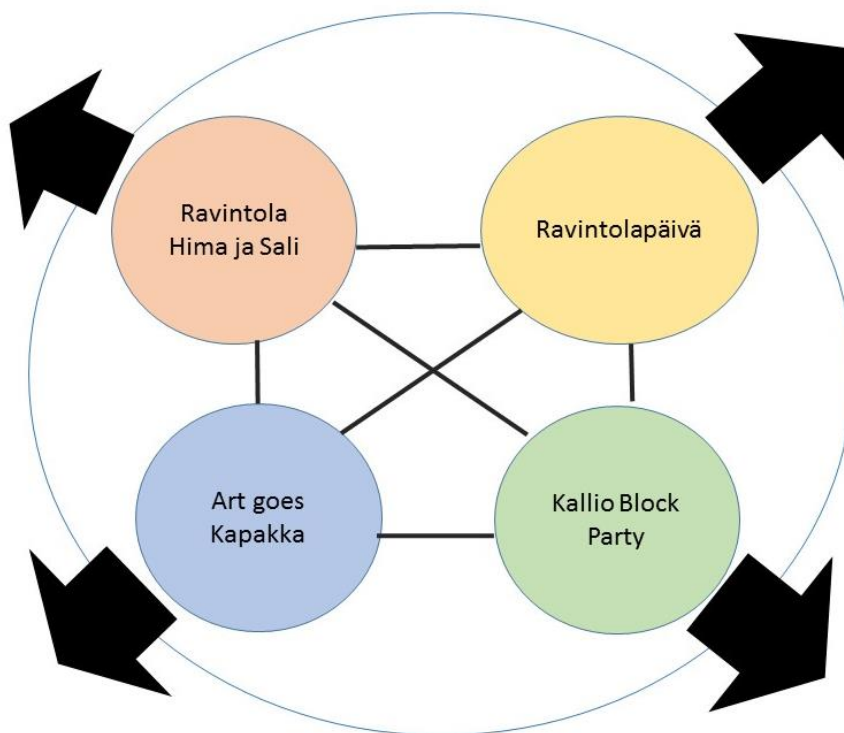 Ravintola
Hima ja Sali
Ravintolapäivä
Art goes
Kapakka
Kallio Block
Party